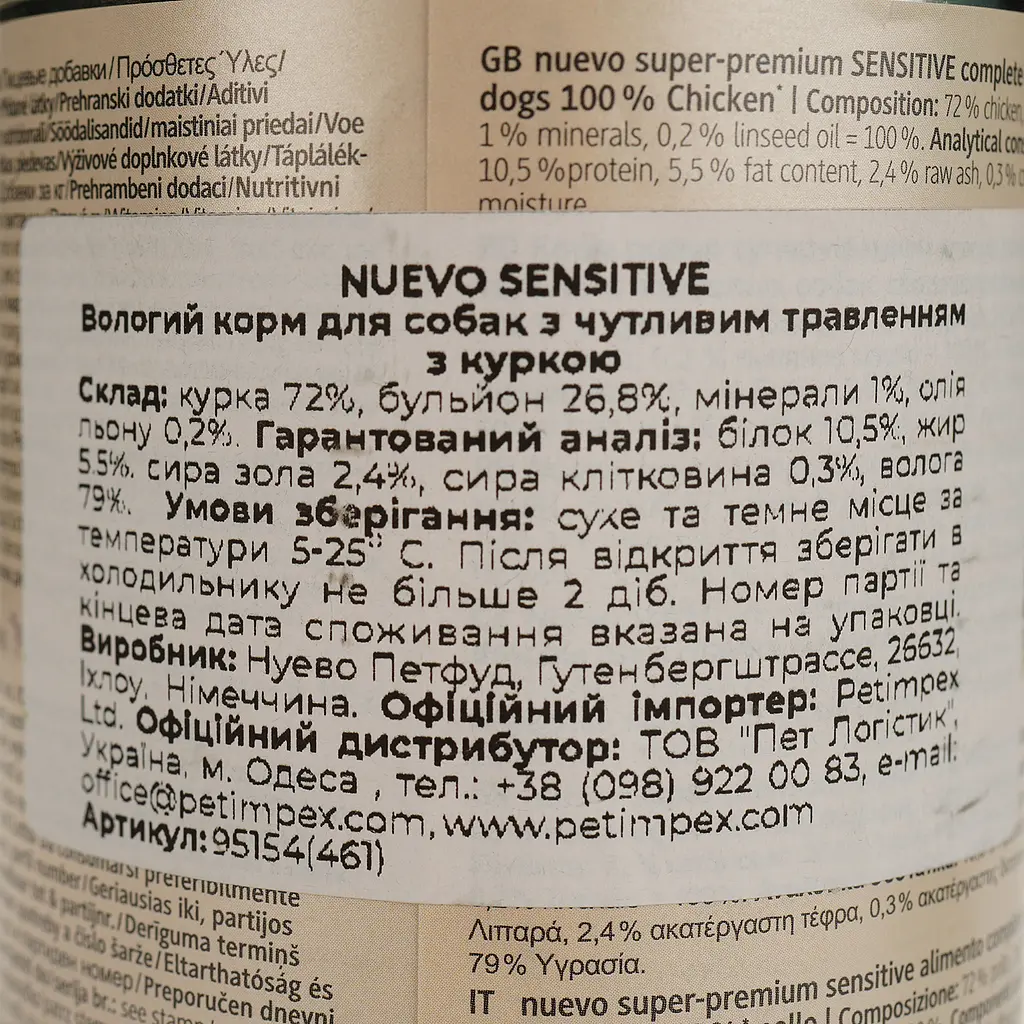 добавки/Πρόσθετες Ύλες/
Prehranski dodatki/Aditivi
Söödalisandid/maistiniai priedai/Voe
Výživové doplnkové látky/Táplálék-
Prehrambeni dodaci/Nutritivni
GB nuevo super-premium SENSITIVE complete
dogs 100 % Chicken* | Composition: 72 % chicken,
1 % minerals, 0,2 % linseed oil = 100 %. Analytical
10,5 % protein, 5,5 % fat content, 2,4 % raw ash, 0,3 %
moisture
NUEVO SENSITIVE
Вологий корм для собак з чутливим травленням
з куркою
Склад: курка 72%, бульйон 26,8%, мінерали 1%, олія
льону 0,2%. Гарантований аналіз: білок 10,5%, жир
5.5%. сира зола 2,4%, сира клітковина 0,3%, волога
79%. Умови зберігання: сухе та темне місце за
температури 5-25° С. Після відкриття зберігати в
холодильнику не більше 2 діб. Номер партії та
кінцева дата споживання вказана на упаковці.
Виробник: Нуево Петфуд, Гутенбергштрассе, 26632,
Іхлоу, Німеччина. Офіційний імпортер: Petimpex
Ltd. Офіційний дистрибутор: ТОВ "Пет Логістик",
Україна, м. Одеса , тел.: +38 (098) 922 00 83, e-mail:
office@petimpex.com, www.petimpex.com
Артикул: 95154(461)
preferibilmente
number/Geriausias iki, partijos
partijnr./Derīguma termiņš
a číslo šarže/Eltarthatóság és
номер/Preporučen dnevni
br.: see stamp
Λιπαρά, 2,4 % ακατέργαστη τέφρα, 0,3 % ακατέργαστες
79 % Υγρασία.
IT nuevo super-premium sensitive alimento
| Composizione: 72 %